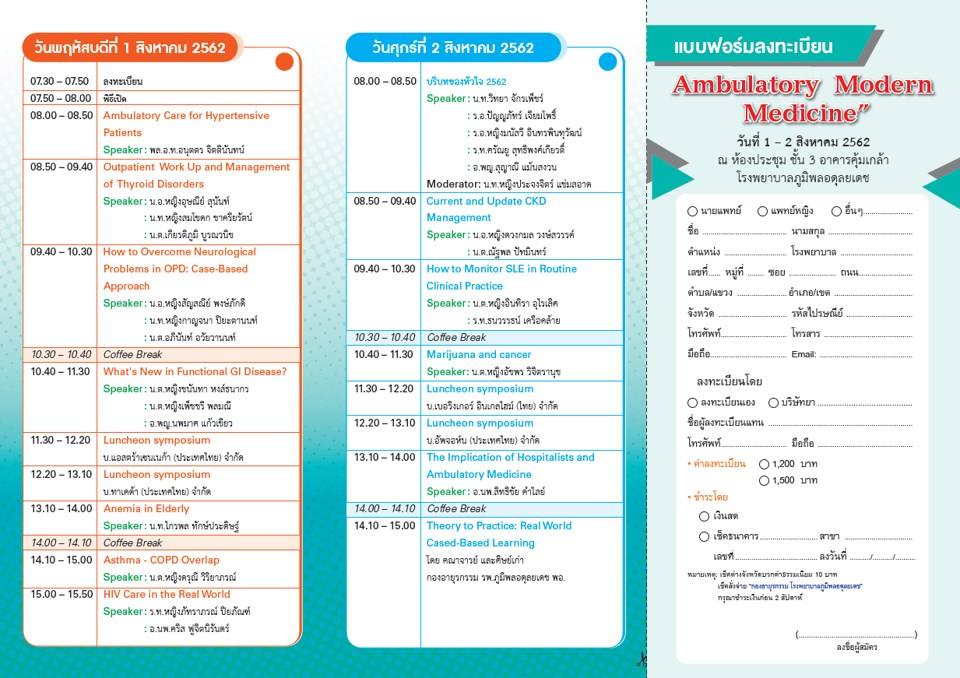 วันพฤหัสบดีที่ 1 สิงหาคม 2562
07.30 – 07.50 ลงทะเบียน
07.50 – 08.00 พิธีเปิด
08.00 – 08.50 Ambulatory Care for Hypertensive
Patients
Speaker : พล.อ.ท.อนุตตร จิตตินันทน์
08.50 – 09.40 Outpatient Work Up and Management
of Thyroid Disorders
Speaker : น.อ.หญิงอุษณีย์ สุนันท์
: น.ท.หญิงสมโชดก ชาครียรัตน์
: น.ต.เกียรติภูมิ บูรณวนิช
09.40 – 10.30 How to Overcome Neurological
Problems in OPD: Case-Based
Approach
Speaker : น.อ.หญิงสัญสณีย์ พงษ์ภักดี
: น.ท.หญิงกาญจนา ปิยะตานนท์
: น.ต.อภินันท์ อวัยวานนท์
10.30 – 10.40 Coffee Break
10.40 – 11.30 What's New in Functional GI Disease?
Speaker : น.ต.หญิงชนันทา หงส์ธนากร
: น.ต.หญิงเพ็ชชรี พลมณี
: อ.พญ.นพมาศ แก้วเขียว
11.30 – 12.20 Luncheon symposium
บ.แอสตร้าเซนเนก้า (ประเทศไทย) จำกัด
12.20 – 13.10 Luncheon symposium
บ.ทาเคด้า (ประเทศไทย) จำกัด
13.10 – 14.00 Anemia in Elderly
Speaker : น.ท.ไกรพล ทักษ์ประดิษฐ์
14.00 – 14.10 Coffee Break
14.10 – 15.00 Asthma - COPD Overlap
Speaker : น.ต.หญิงดรุณี วิริยาภรณ์
15.00 – 15.50 HIV Care in the Real World
Speaker : ร.ท.หญิงภัทราภรณ์ ปิยภัณฑ์
: อ.นพ.คริส ฟูจิตนิรันดร์
วันศุกร์ที่ 2 สิงหาคม 2562
08.00 – 08.50 บริบทของหัวใจ 2562
Speaker : น.ท.วิทยา จักรเพ็ชร์
: ร.อ.ปัญญภัทร์ เจียมโพธิ์
: ร.อ.หญิงมนัสวี อินทรพินทุวัฒน์
: ร.ท.ศรัณยู สุทธิพงศ์เกียรติ์
: อ.พญ.สุญาณี แม้นสงวน
Moderator: น.ท.หญิงประจงจิตร์ แช่มสอาด
08.50 – 09.40 Current and Update CKD
Management
Speaker : น.อ.หญิงดวงกมล วงษ์สวรรค์
: น.ต.ณัฐพล ปัทมินทร์
09.40 – 10.30 How to Monitor SLE in Routine
Clinical Practice
Speaker : น.ต.หญิงอินทิรา อุไรเลิศ
: ร.ท.ธนวรรธน์ เครือคล้าย
10.30 – 10.40 Coffee Break
10.40 – 11.30 Marijuana and cancer
Speaker : น.ต.หญิงอัชพร วิจิตรานุช
11.30 – 12.20 Luncheon symposium
บ.เบอริงเกอร์ อินเกลไฮม์ (ไทย) จำกัด
12.20 – 13.10 Luncheon symposium
บ.อัพจอห์น (ประเทศไทย) จำกัด
13.10 – 14.00 The Implication of Hospitalists and
Ambulatory Medicine
Speaker : อ.นพ.สิทธิชัย คำไสย์
14.00 – 14.10 Coffee Break
14.10 – 15.00 Theory to Practice: Real World
Cased-Based Learning
โดย คณาจารย์ และศิษย์เก่า
กองอายุรกรรม รพ.ภูมิพลอดุลยเดช พอ.
แบบฟอร์มลงทะเบียน
Ambulatory Modern
Medicine”
วันที่ 1 – 2 สิงหาคม 2562
ณ ห้องประชุม ชั้น 3 อาคารคุ้มเกล้า
โรงพยาบาลภูมิพลอดุลยเดช
นายแพทย์ แพทย์หญิง อื่นๆ
ชื่อ นามสกุล
ตำแหน่ง โรงพยาบาล
เลขที่ หมู่ที่ ซอย ถนน
ตำบล/แขวง อำเภอ/เขต
จังหวัด รหัสไปรษณีย์
โทรศัพท์ โทรสาร
มือถือ Email:
ลงทะเบียนโดย
ลงทะเบียนเอง บริษัทยา
ชื่อผู้ลงทะเบียนแทน
โทรศัพท์ มือถือ
• ค่าลงทะเบียน 1,200 บาท
1,500 บาท
• ชำระโดย
เงินสด
เช็คธนาคาร สาขา
เลขที่ ลงวันที่ / /
หมายเหตุ: เช็คต่างจังหวัดบวกค่าธรรมเนียม 10 บาท
เช็คสั่งจ่าย "กองอายุรกรรม โรงพยาบาลภูมิพลอดุลยเดช"
กรุณาชำระเงินก่อน 2 สัปดาห์
( )
ลงชื่อผู้สมัคร